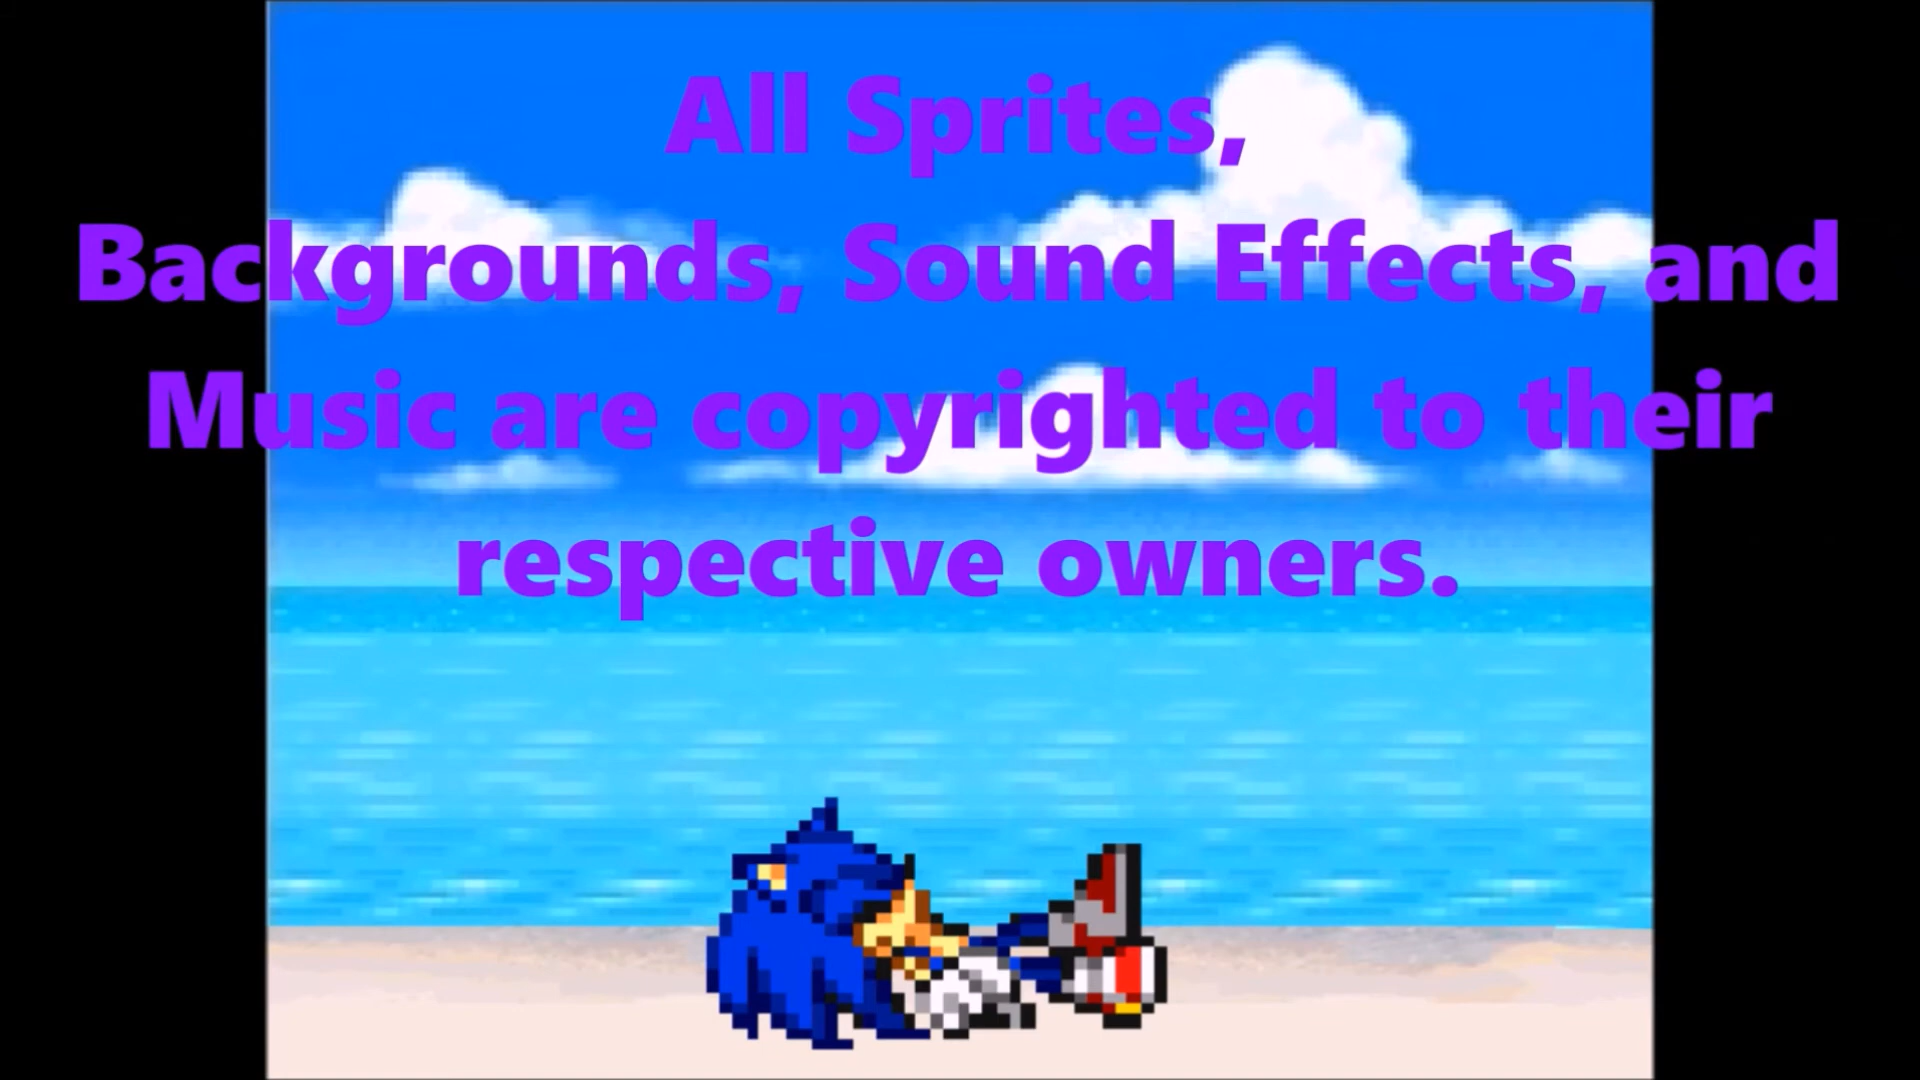 All Sprites,
Backgrounds, Sound Effects, and
Music are copyrighted to their
respective owners.